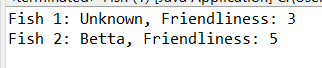 Fish 1: Unknown, Friendliness: 3
Fish 2: Betta, Friendliness: 5